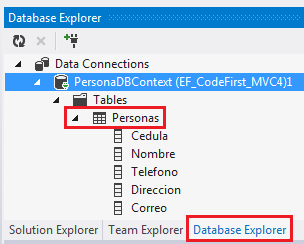 Database Explorer
Data Connections
PersonaDBContext (EF_CodeFirst_MVC4)1
Tables
Personas
Cedula
Nombre
Telefono
Direccion
Correo
Solution Explorer Team Explorer Database Explorer